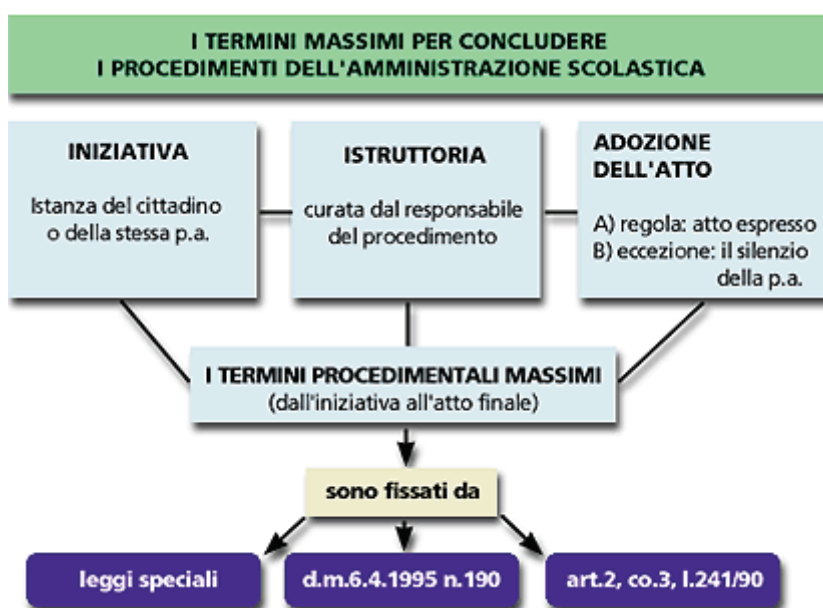 I TERMINI MASSIMI PER CONCLUDERE
I PROCEDIMENTI DELL'AMMINISTRAZIONE SCOLASTICA
INIZIATIVA
Istanza del cittadino
o della stessa p.a.
ISTRUTTORIA
curata dal responsabile
del procedimento
ADOZIONE
DELL'ATTO
A) regola: atto espresso
B) eccezione: il silenzio
della p.a.
I TERMINI PROCEDIMENTALI MASSIMI
(dall'iniziativa all'atto finale)
sono fissati da
leggi speciali
d.m.6.4.1995 n.190
art.2, co.3, l.241/90